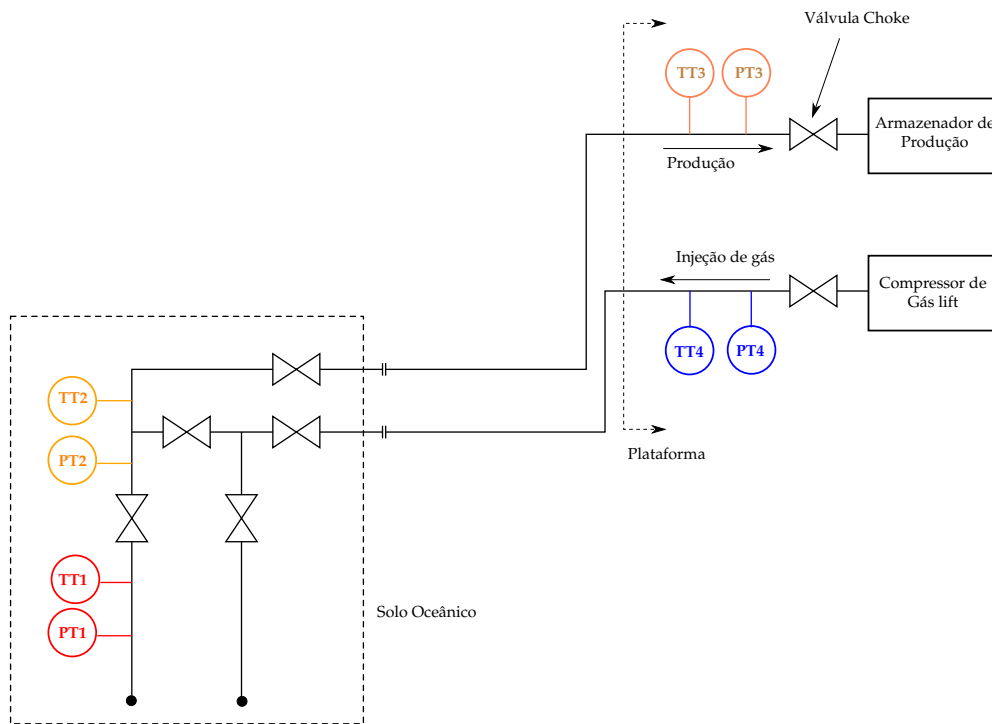 Válvula Choke
TT3
PT3
Armazenador de
Produção
Produção
Injeção de gás
Compressor de
Gás lift
TT4
PT4
Plataforma
TT2
PT2
TT1
PT1
Solo Oceânico